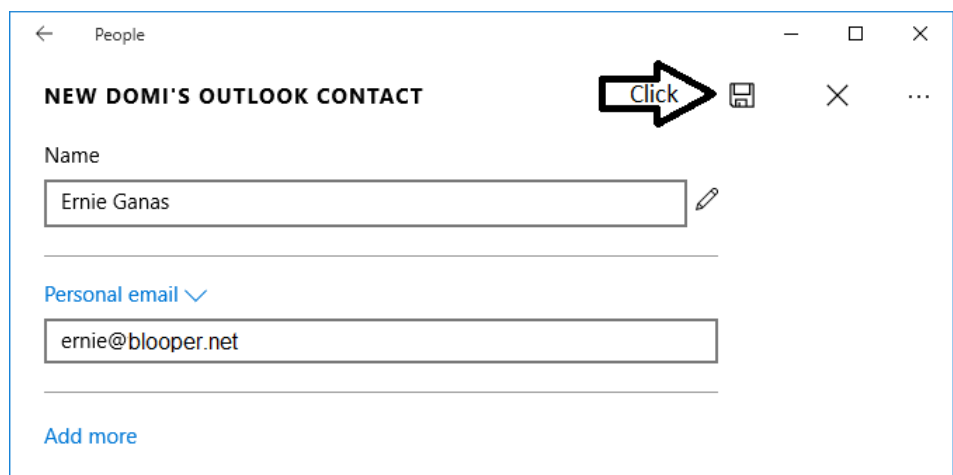 People
NEW DOMI'S OUTLOOK CONTACT
Click
Name
Ernie Ganas
Personal email
ernie@blooper.net
Add more